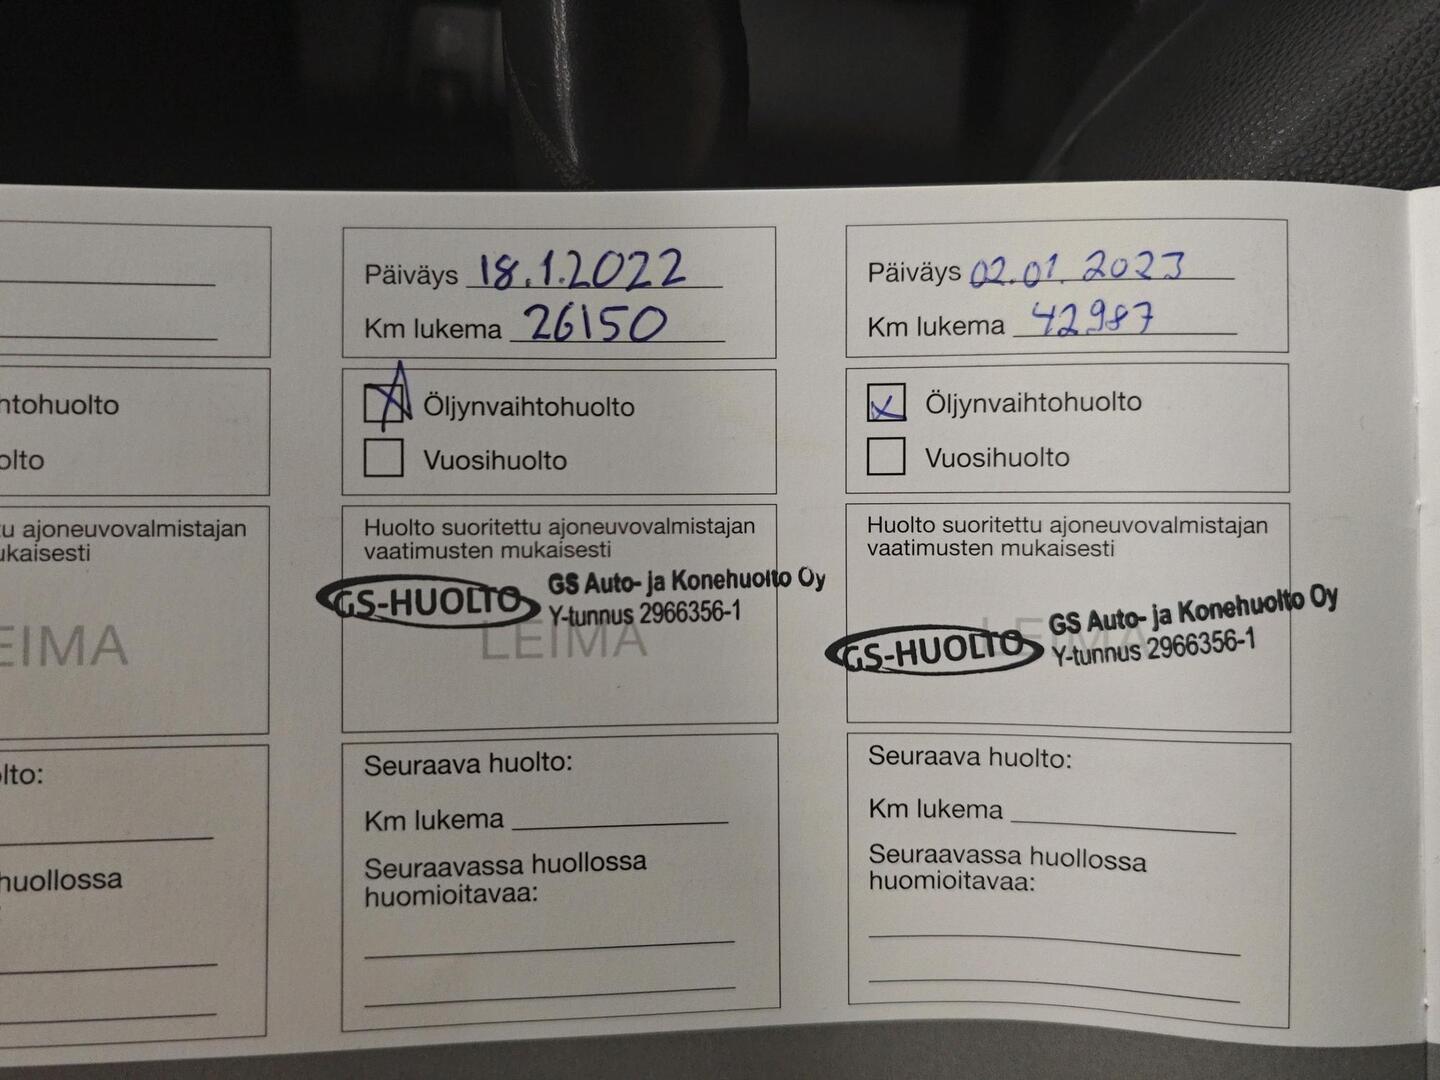 htohuolto
olto
u ajoneuvovalmistajan
ukaisesti
EIMA
lto:
huollossa
Päiväys 18.1.2022
Km lukema 26150
Öljynvaihtohuolto
Vuosihuolto
Huolto suoritettu ajoneuvovalmistajan
vaatimusten mukaisesti
GS-HUOLTO
GS Auto- ja Konehuolto Oy
Y-tunnus 2966356-1
LEIMA
Seuraava huolto:
Km lukema
Seuraavassa huollossa
huomioitavaa:
Päiväys 02.01.2023
Km lukema 42987
Öljynvaihtohuolto
Vuosihuolto
Huolto suoritettu ajoneuvovalmistajan
vaatimusten mukaisesti
GS-HUOLTO
GS Auto- ja Konehuolto Oy
Y-tunnus 2966356-1
LEIMA
Seuraava huolto:
Km lukema
Seuraavassa huollossa
huomioitavaa: